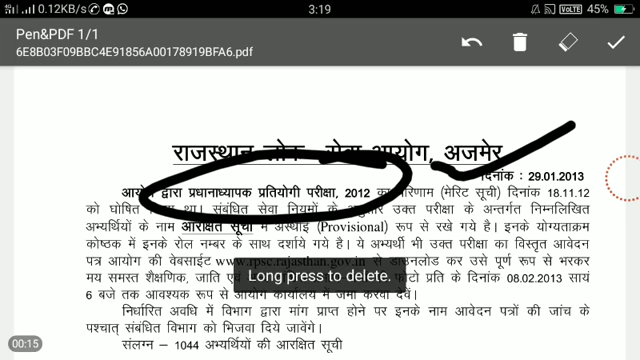 0.12KB/s 3:19 VoLTE 45%
Pen&PDF 1/1
6E8B03F09BBC4E91856A00178919BFA6.pdf
राजस्थान लोक सेवा आयोग, अजमेर
दिनांक : 29.01.2013
आयोग द्वारा प्रधानाध्यापक प्रतियोगी परीक्षा, 2012 का परिणाम (मेरिट सूची) दिनांक 18.11.12
को घोषित किया था। संबंधित सेवा नियमों के अनुसार उक्त परीक्षा के अन्तर्गत निम्नलिखित
अभ्यर्थियों के नाम आरक्षित सूची में अस्थाई (Provisional) रूप से रखे गये है। इनके योग्यताक्रम
कोष्ठक में इनके रोल नम्बर के साथ दर्शाये गये है। ये अभ्यर्थी भी उक्त परीक्षा का विस्तृत आवेदन
पत्र आयोग की वेबसाईट www.rpsc.rajasthan.gov.in से डाउनलोड कर उसे पूर्ण रूप से भरकर
मय समस्त शैक्षणिक, जाति एवं फोटो प्रति के दिनांक 08.02.2013 सायं
Long press to delete.
6 बजे तक आवश्यक रूप से आयोग कार्यालय में जमा करवा देवें।
निर्धारित अवधि में विभाग द्वारा मांग प्राप्त होने पर इनके नाम आवेदन पत्रों की जांच के
पश्चात् संबंधित विभाग को भिजवा दिये जावेंगे।
संलग्न – 1044 अभ्यर्थियों की आरक्षित सूची
00:15